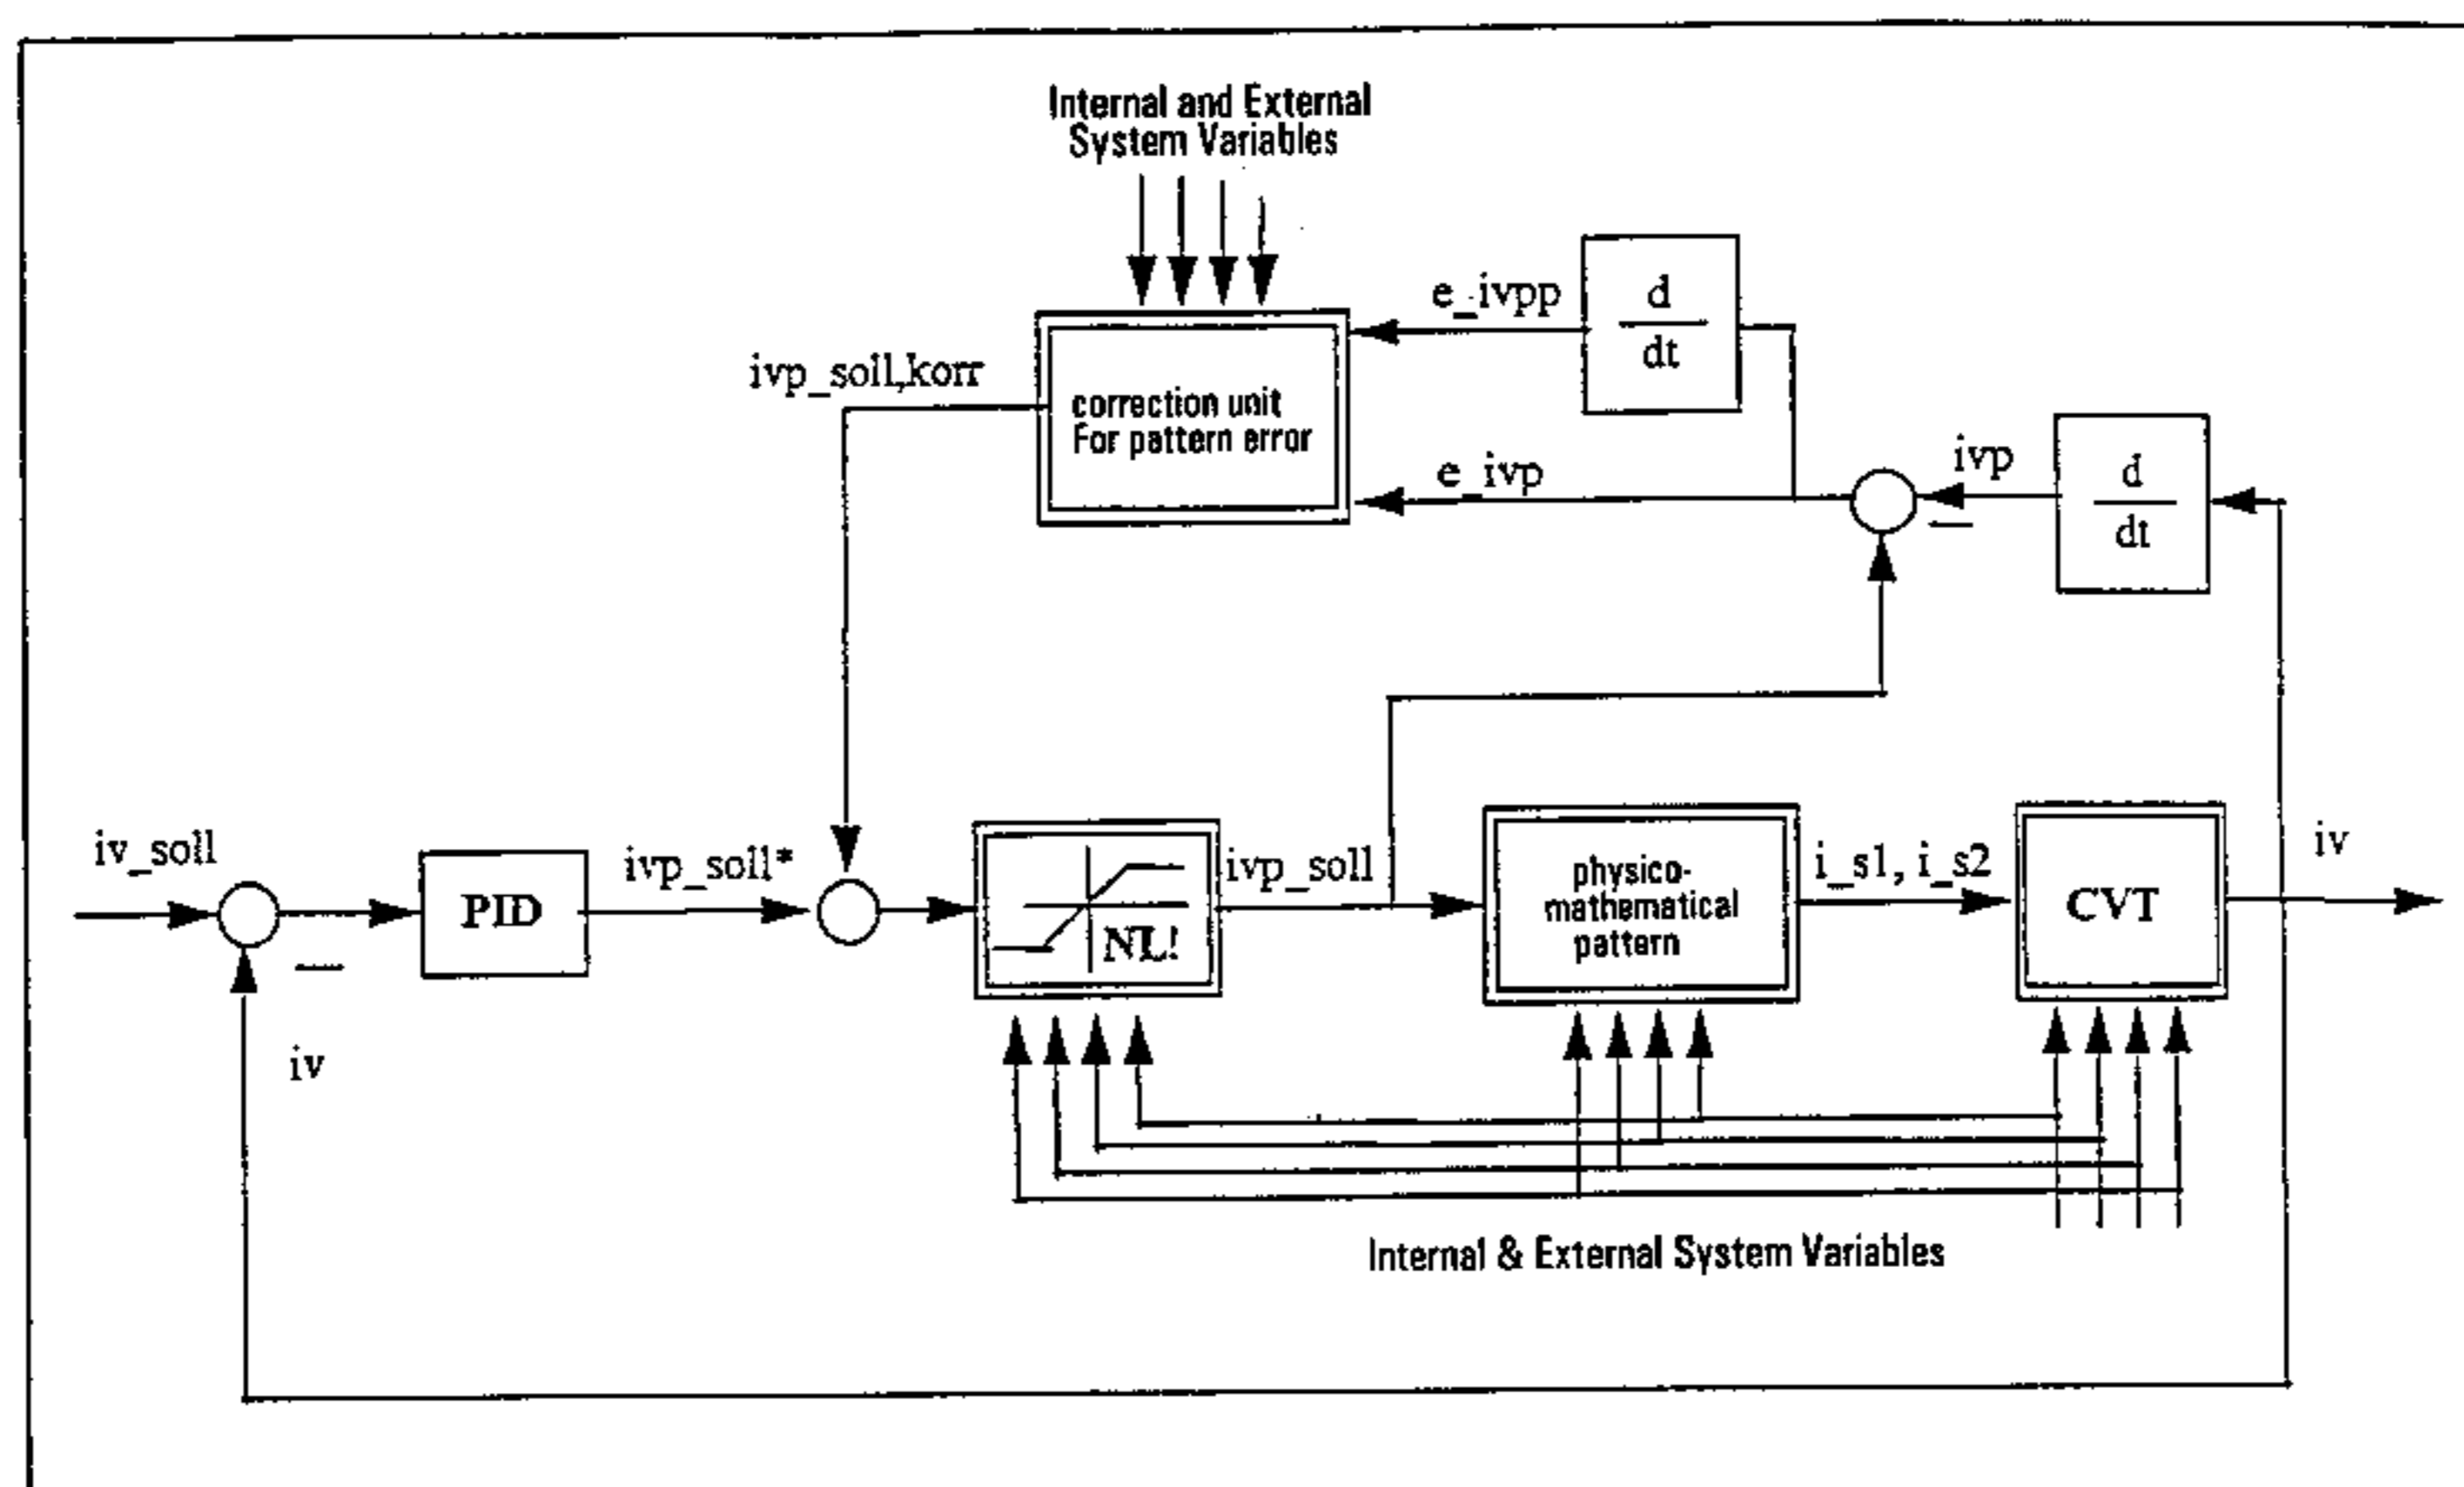 Internal and External
System Variables
e_ivpp
d
dt
ivp_soll,korr
correction unit
For pattern error
e_ivp
ivp
d
dt
iv_soll
PID
ivp_soll*
NL!
ivp_soll
physico-
mathematical
pattern
i_s1, i_s2
CVT
iv
iv
Internal & External System Variables